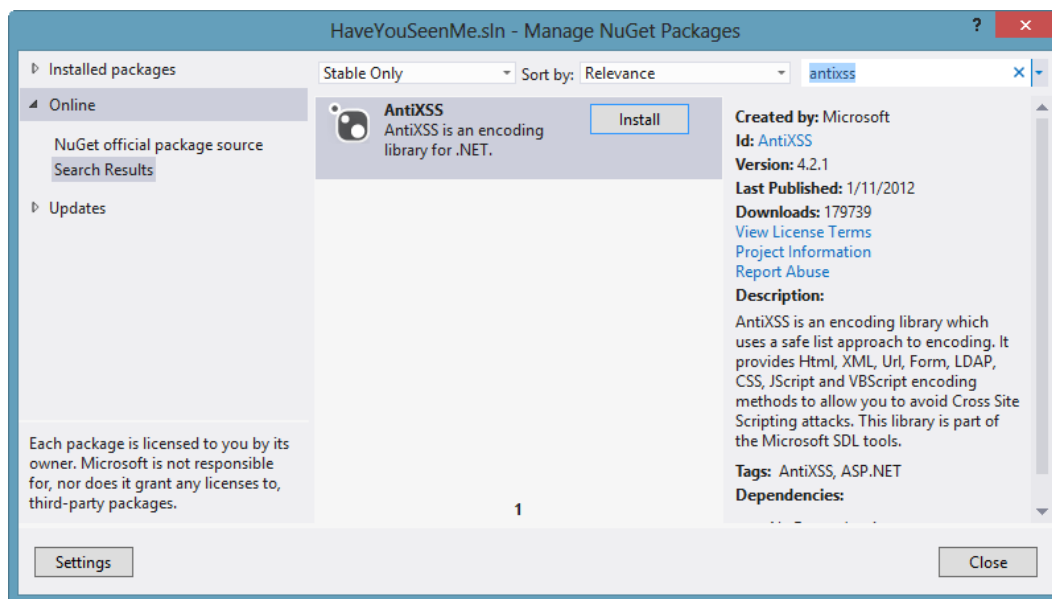 HaveYouSeenMe.sln - Manage NuGet Packages
?
Installed packages
Online
NuGet official package source
Search Results
Updates
Each package is licensed to you by its
owner. Microsoft is not responsible
for, nor does it grant any licenses to,
third-party packages.
Stable Only
Sort by: Relevance
antixss
AntiXSS
AntiXSS is an encoding
library for .NET.
Install
1
Created by: Microsoft
Id: AntiXSS
Version: 4.2.1
Last Published: 1/11/2012
Downloads: 179739
View License Terms
Project Information
Report Abuse
Description:
AntiXSS is an encoding library which
uses a safe list approach to encoding. It
provides Html, XML, Url, Form, LDAP,
CSS, JScript and VBScript encoding
methods to allow you to avoid Cross Site
Scripting attacks. This library is part of
the Microsoft SDL tools.
Tags: AntiXSS, ASP.NET
Dependencies:
Settings
Close